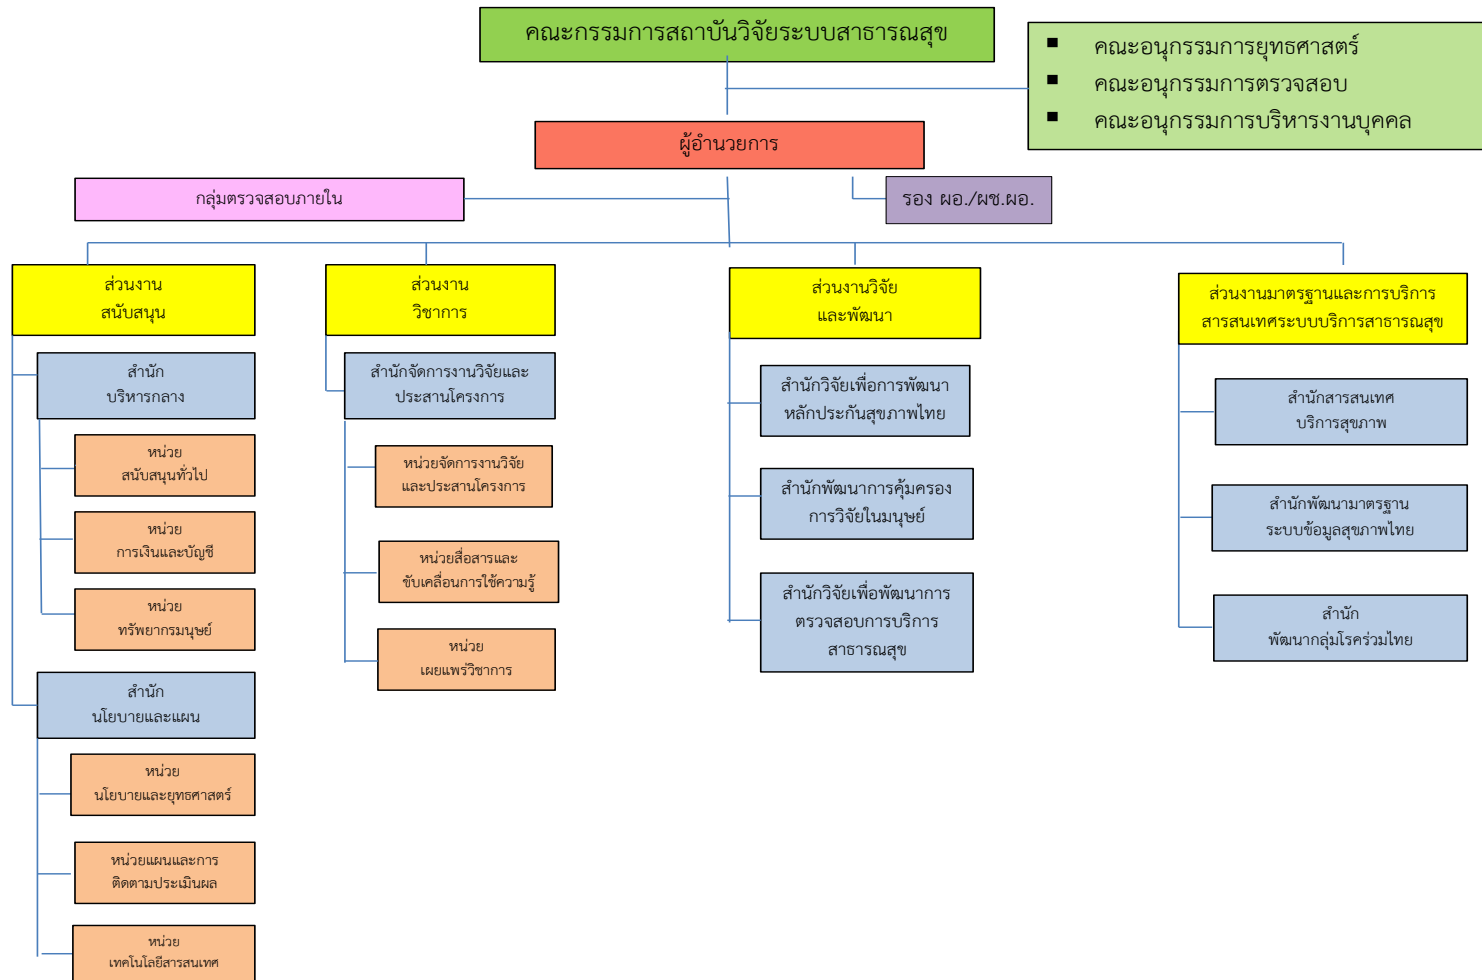 คณะกรรมการสถาบันวิจัยระบบสาธารณสุข
▪ คณะอนุกรรมการยุทธศาสตร์
▪ คณะอนุกรรมการตรวจสอบ
▪ คณะอนุกรรมการบริหารงานบุคคล
ผู้อำนวยการ
กลุ่มตรวจสอบภายใน
รอง ผอ./ผช.ผอ.
ส่วนงาน
สนับสนุน
สำนัก
บริหารกลาง
หน่วย
สนับสนุนทั่วไป
หน่วย
การเงินและบัญชี
หน่วย
ทรัพยากรมนุษย์
สำนัก
นโยบายและแผน
หน่วย
นโยบายและยุทธศาสตร์
หน่วยแผนและการ
ติดตามประเมินผล
หน่วย
เทคโนโลยีสารสนเทศ
ส่วนงาน
วิชาการ
สำนักจัดการงานวิจัยและ
ประสานโครงการ
หน่วยจัดการงานวิจัย
และประสานโครงการ
หน่วยสื่อสารและ
ขับเคลื่อนการใช้ความรู้
หน่วย
เผยแพร่วิชาการ
ส่วนงานวิจัย
และพัฒนา
สำนักวิจัยเพื่อการพัฒนา
หลักประกันสุขภาพไทย
สำนักพัฒนาการคุ้มครอง
การวิจัยในมนุษย์
สำนักวิจัยเพื่อพัฒนาการ
ตรวจสอบการบริการ
สาธารณสุข
ส่วนงานมาตรฐานและการบริการ
สารสนเทศระบบบริการสาธารณสุข
สำนักสารสนเทศ
บริการสุขภาพ
สำนักพัฒนามาตรฐาน
ระบบข้อมูลสุขภาพไทย
สำนัก
พัฒนากลุ่มโรคร่วมไทย